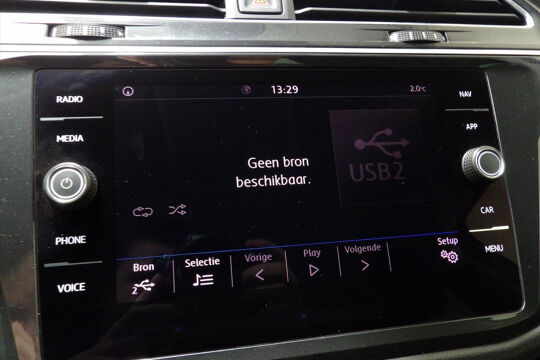 RADIO
MEDIA
PHONE
VOICE
13:29
2.0°C
Geen bron
beschikbaar.
USB2
Bron
2
Selectie
Vorige
Play
Volgende
Setup
NAV
APP
CAR
MENU